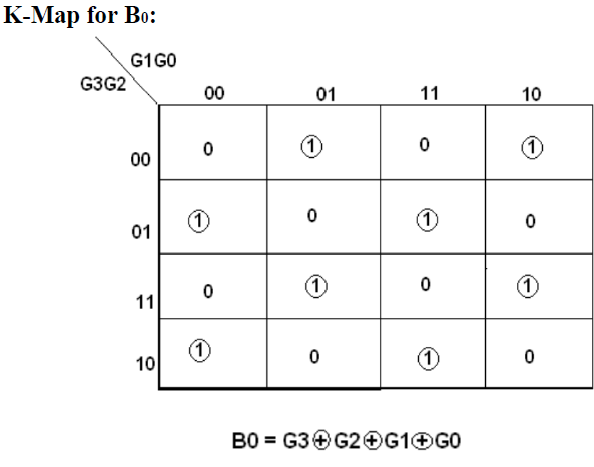 K-Map for B0:
G1G0
G3G2
00 01 11 10
00 0 1 0 1
01 1 0 1 0
11 0 1 0 1
10 1 0 1 0
B0 = G3⊕G2⊕G1⊕G0